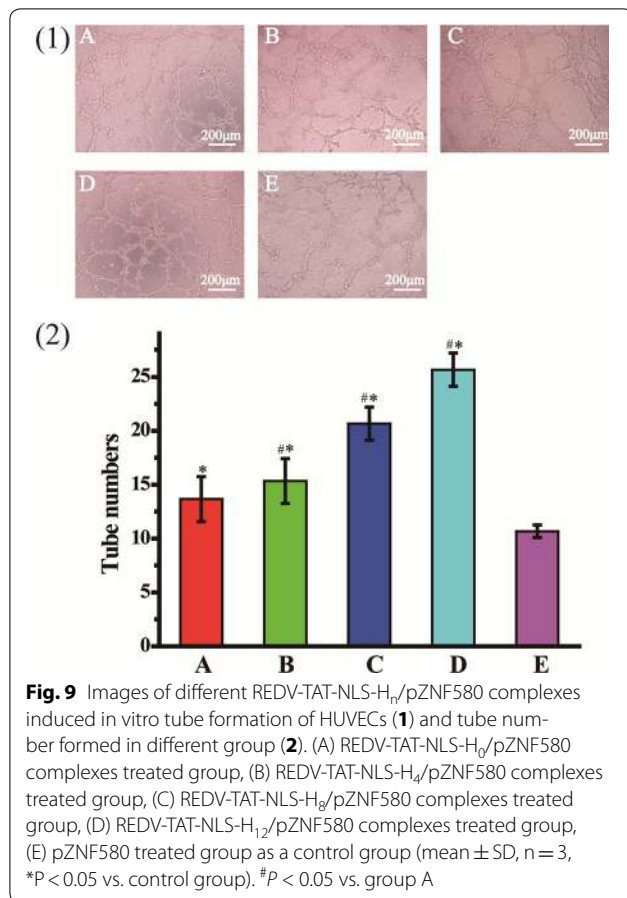 (1)
A
B
C
200μm
200μm
200μm
D
E
200μm
200μm
(2)
Tube numbers
25
20
15
10
5
0
*
#*
#*
#*
A
B
C
D
E
Fig. 9 Images of different REDV-TAT-NLS-Hn/pZNF580 complexes
induced in vitro tube formation of HUVECs (1) and tube num-
ber formed in different group (2). (A) REDV-TAT-NLS-H0/pZNF580
complexes treated group, (B) REDV-TAT-NLS-H4/pZNF580 complexes
treated group, (C) REDV-TAT-NLS-H8/pZNF580 complexes treated
group, (D) REDV-TAT-NLS-H12/pZNF580 complexes treated group,
(E) pZNF580 treated group as a control group (mean ± SD, n = 3,
*P < 0.05 vs. control group). #P < 0.05 vs. group A